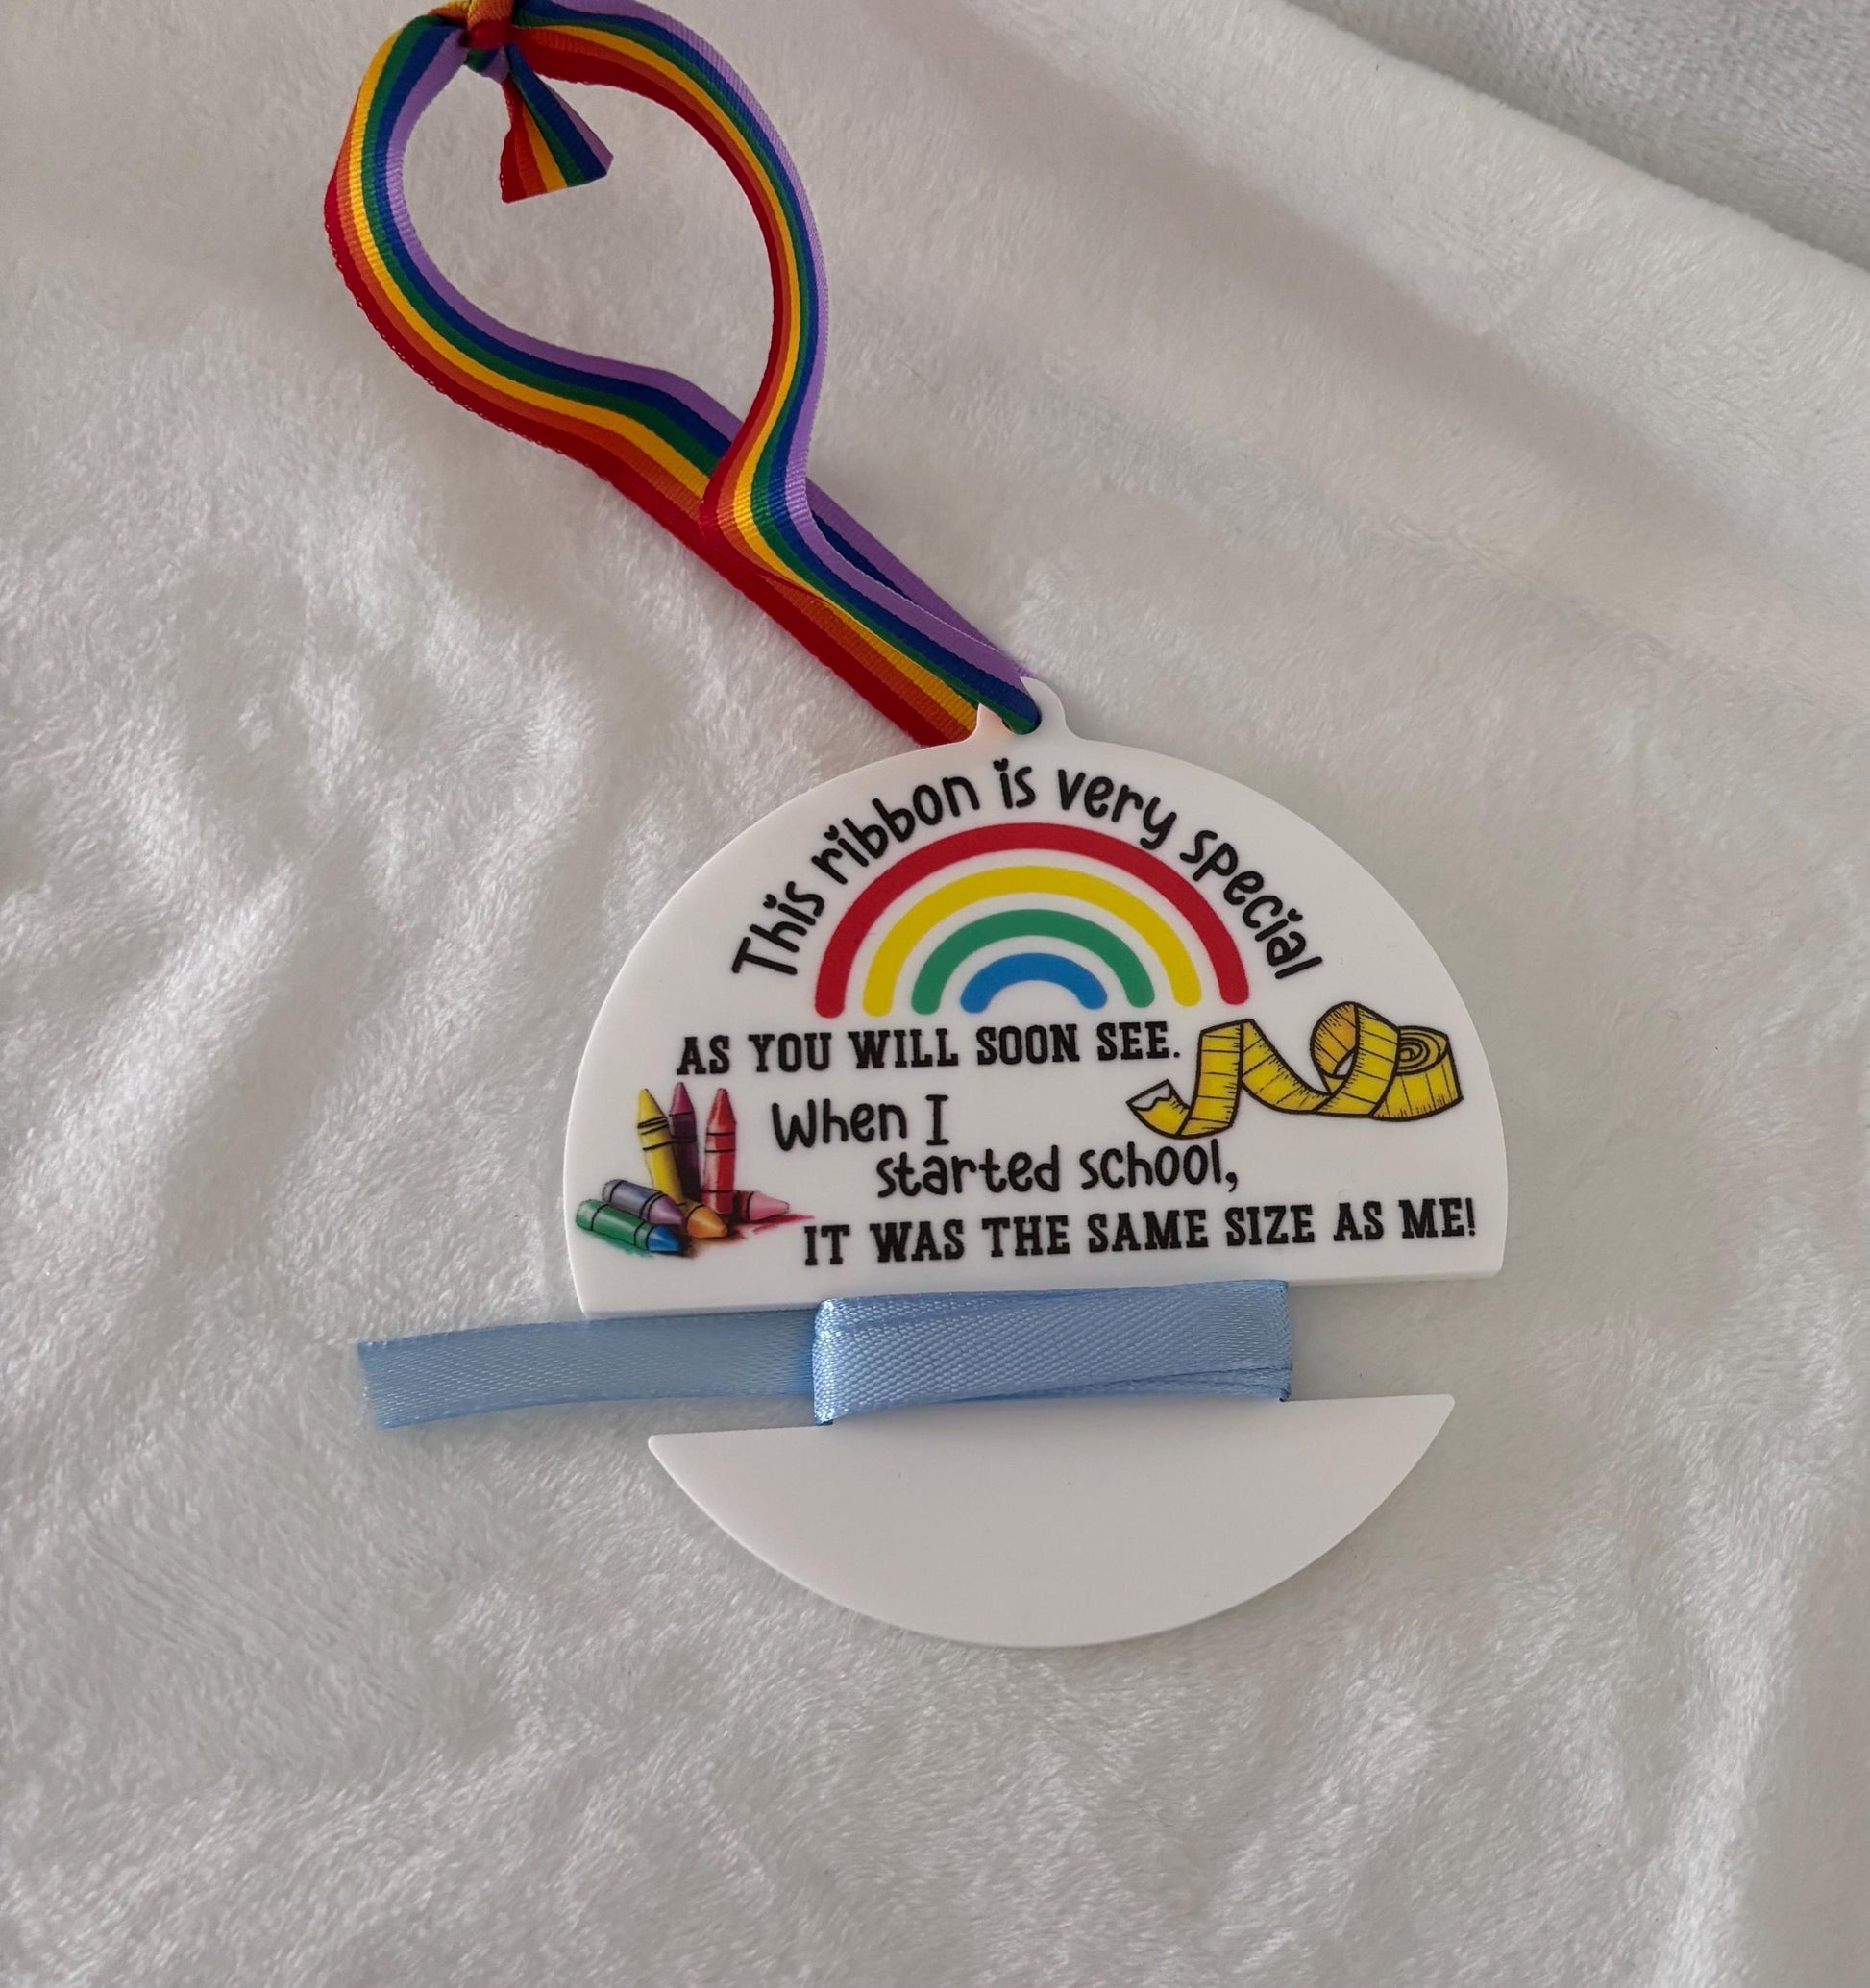 This ribbon is very special
AS YOU WILL SOON SEE.
When I
started school,
IT WAS THE SAME SIZE AS ME!